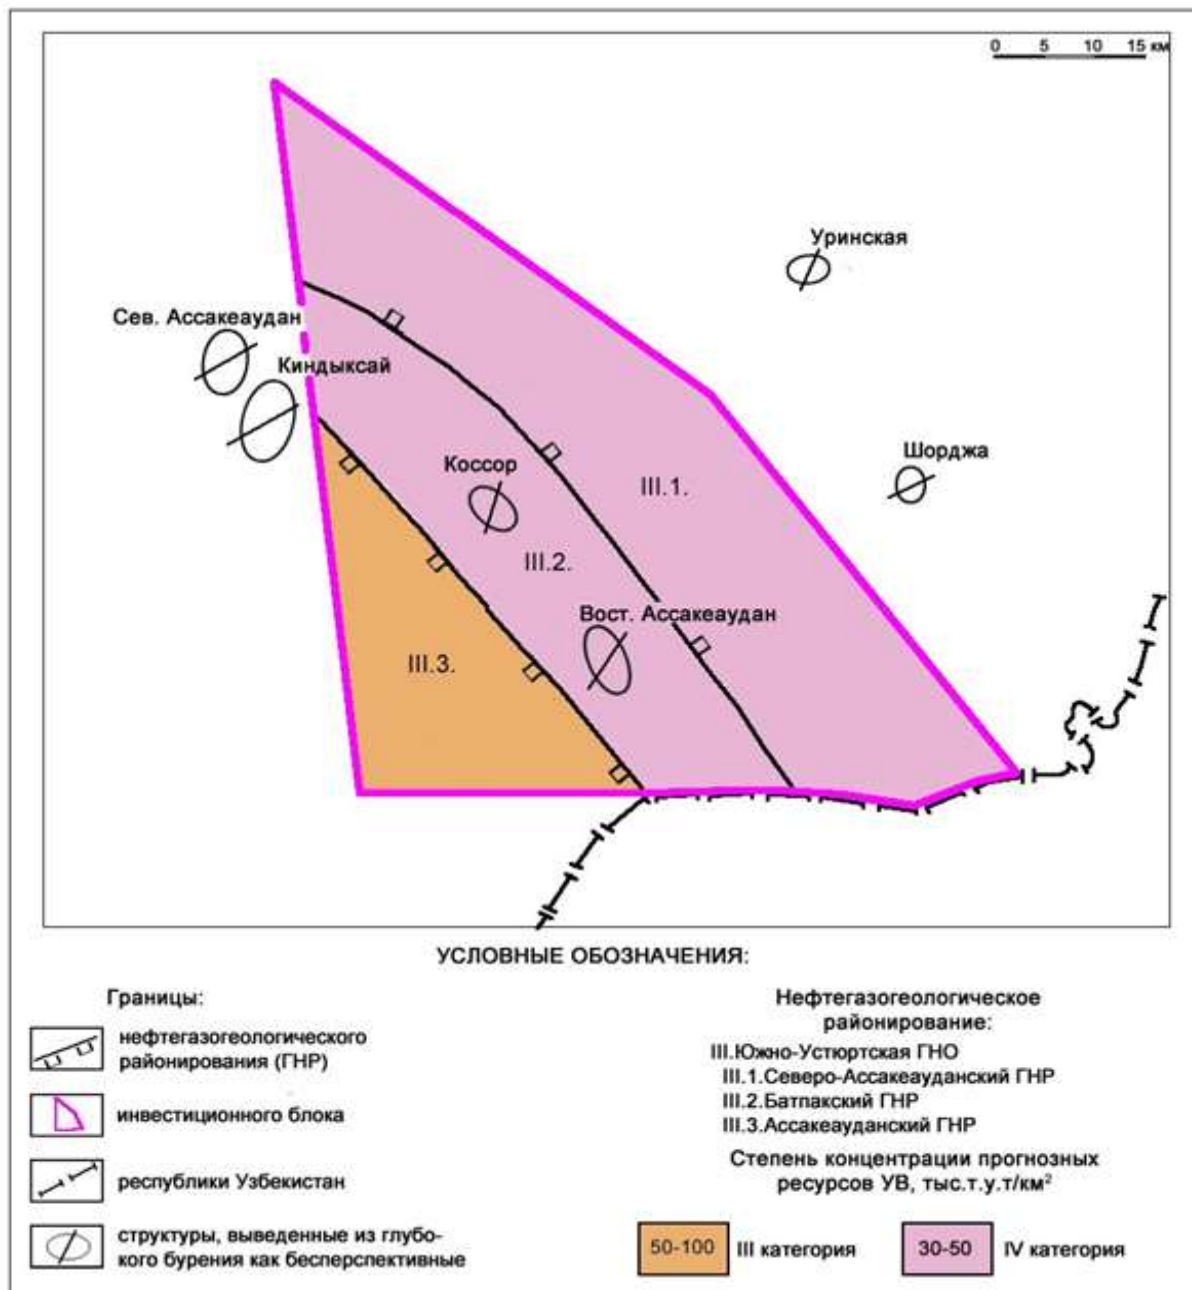 0 5 10 15 км
Уринская
Сев. Ассакеаудан
Киндыксай
Коссор
Шорджа
III.1.
III.2.
Вост. Ассакеаудан
III.3.
УСЛОВНЫЕ ОБОЗНАЧЕНИЯ:
Границы:
нефтегазогеологического
районирования (ГНР)
инвестиционного блока
республики Узбекистан
структуры, выведенные из глубо-
кого бурения как бесперспективные
Нефтегазогеологическое
районирование:
III.Южно-Устюртская ГНО
III.1.Северо-Ассакеауданский ГНР
III.2.Батпакский ГНР
III.3.Ассакеауданский ГНР
Степень концентрации прогнозных
ресурсов УВ, тыс.т.у.т/км²
50-100 III категория
30-50 IV категория